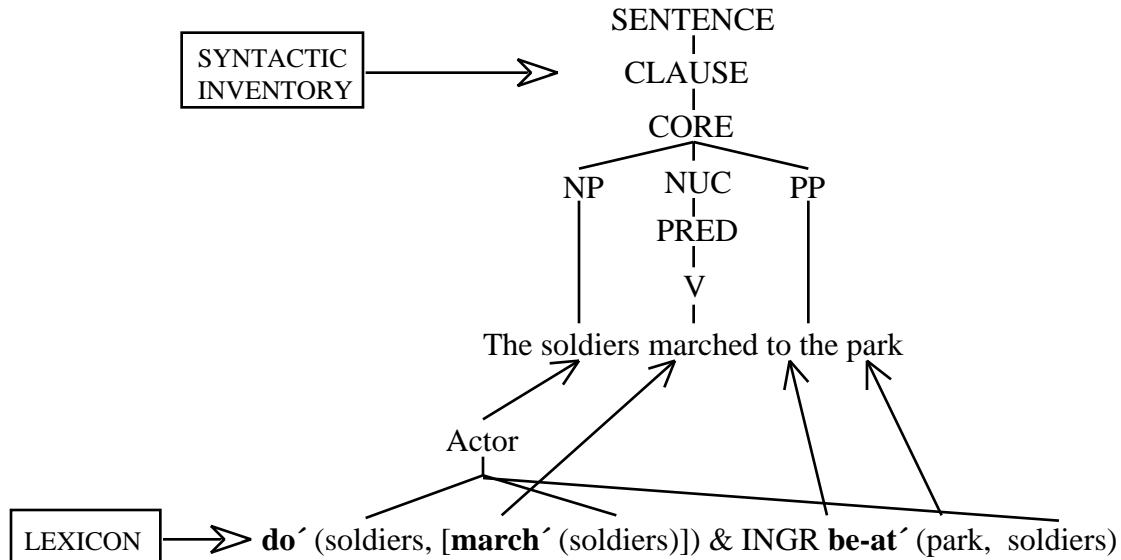 SENTENCE
SYNTACTIC
INVENTORY
CLAUSE
CORE
NP NUC PP
PRED
V
The soldiers marched to the park
Actor
LEXICON
do´ (soldiers, [march´ (soldiers)]) & INGR be-at´ (park, soldiers)